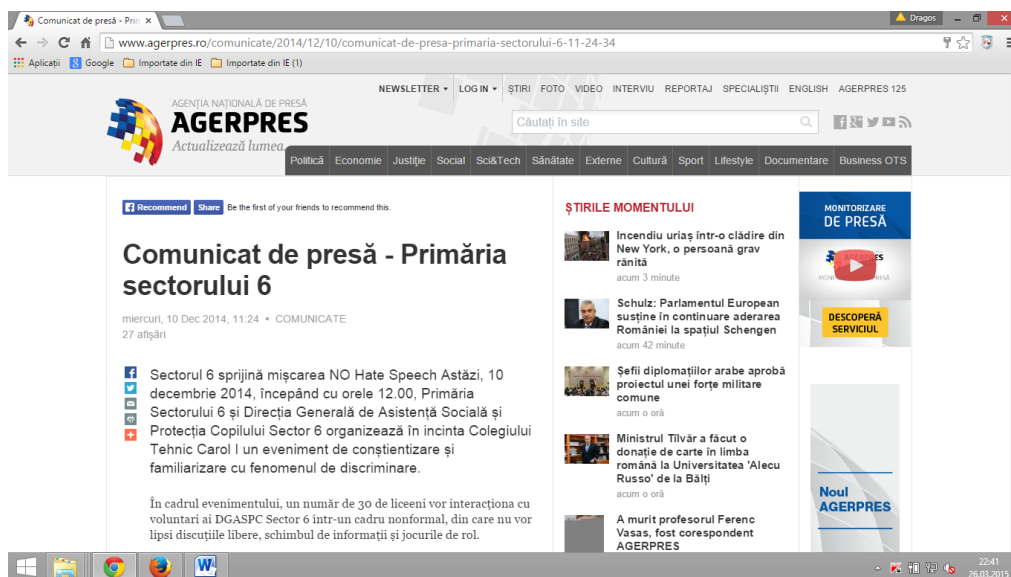 Comunicat de presă - Prin
Dragos
www.agerpres.ro/comunicate/2014/12/10/comunicat-de-presa-primaria-sectorului-6-11-24-34
Aplicații Google Importate din IE Importate din IE (1)
NEWSLETTER LOG IN ȘTIRI FOTO VIDEO INTERVIU REPORTAJ SPECIALIȘTII ENGLISH AGERPRES 125
AGENȚIA NAȚIONALĂ DE PRESĂ
AGERPRES
Actualizează lumea.
Căutați în site
Politică Economie Justiție Social Sci&Tech Sănătate Externe Cultură Sport Lifestyle Documentare Business OTS
Recommend Share Be the first of your friends to recommend this.
Comunicat de presă - Primăria
sectorului 6
miercuri, 10 Dec 2014, 11:24 • COMUNICATE
27 afișări
Sectorul 6 sprijină mișcarea NO Hate Speech Astăzi, 10
decembrie 2014, începând cu orele 12.00, Primăria
Sectorului 6 și Direcția Generală de Asistență Socială și
Protecția Copilului Sector 6 organizează în incinta Colegiului
Tehnic Carol I un eveniment de conștientizare și
familiarizare cu fenomenul de discriminare.
În cadrul evenimentului, un număr de 30 de liceeni vor interacționa cu
voluntari ai DGASPC Sector 6 într-un cadru nonformal, din care nu vor
lipsi discuțiile libere, schimbul de informații și jocurile de rol.
ȘTIRILE MOMENTULUI
Incendiu uriaș într-o clădire din
New York, o persoană grav
rănită
acum 3 minute
Schulz: Parlamentul European
susține în continuare aderarea
României la spațiul Schengen
acum 42 minute
Șefii diplomațiilor arabe aprobă
proiectul unei forțe militare
comune
acum o oră
Ministrul Tîlvăr a făcut o
donație de carte în limba
română la Universitatea 'Alecu
Russo' de la Bălți
acum o oră
A murit profesorul Ferenc
Vasas, fost corespondent
AGERPRES
MONITORIZARE
DE PRESĂ
DESCOPERĂ
SERVICIUL
Noul
AGERPRES
22:41
26.03.2015